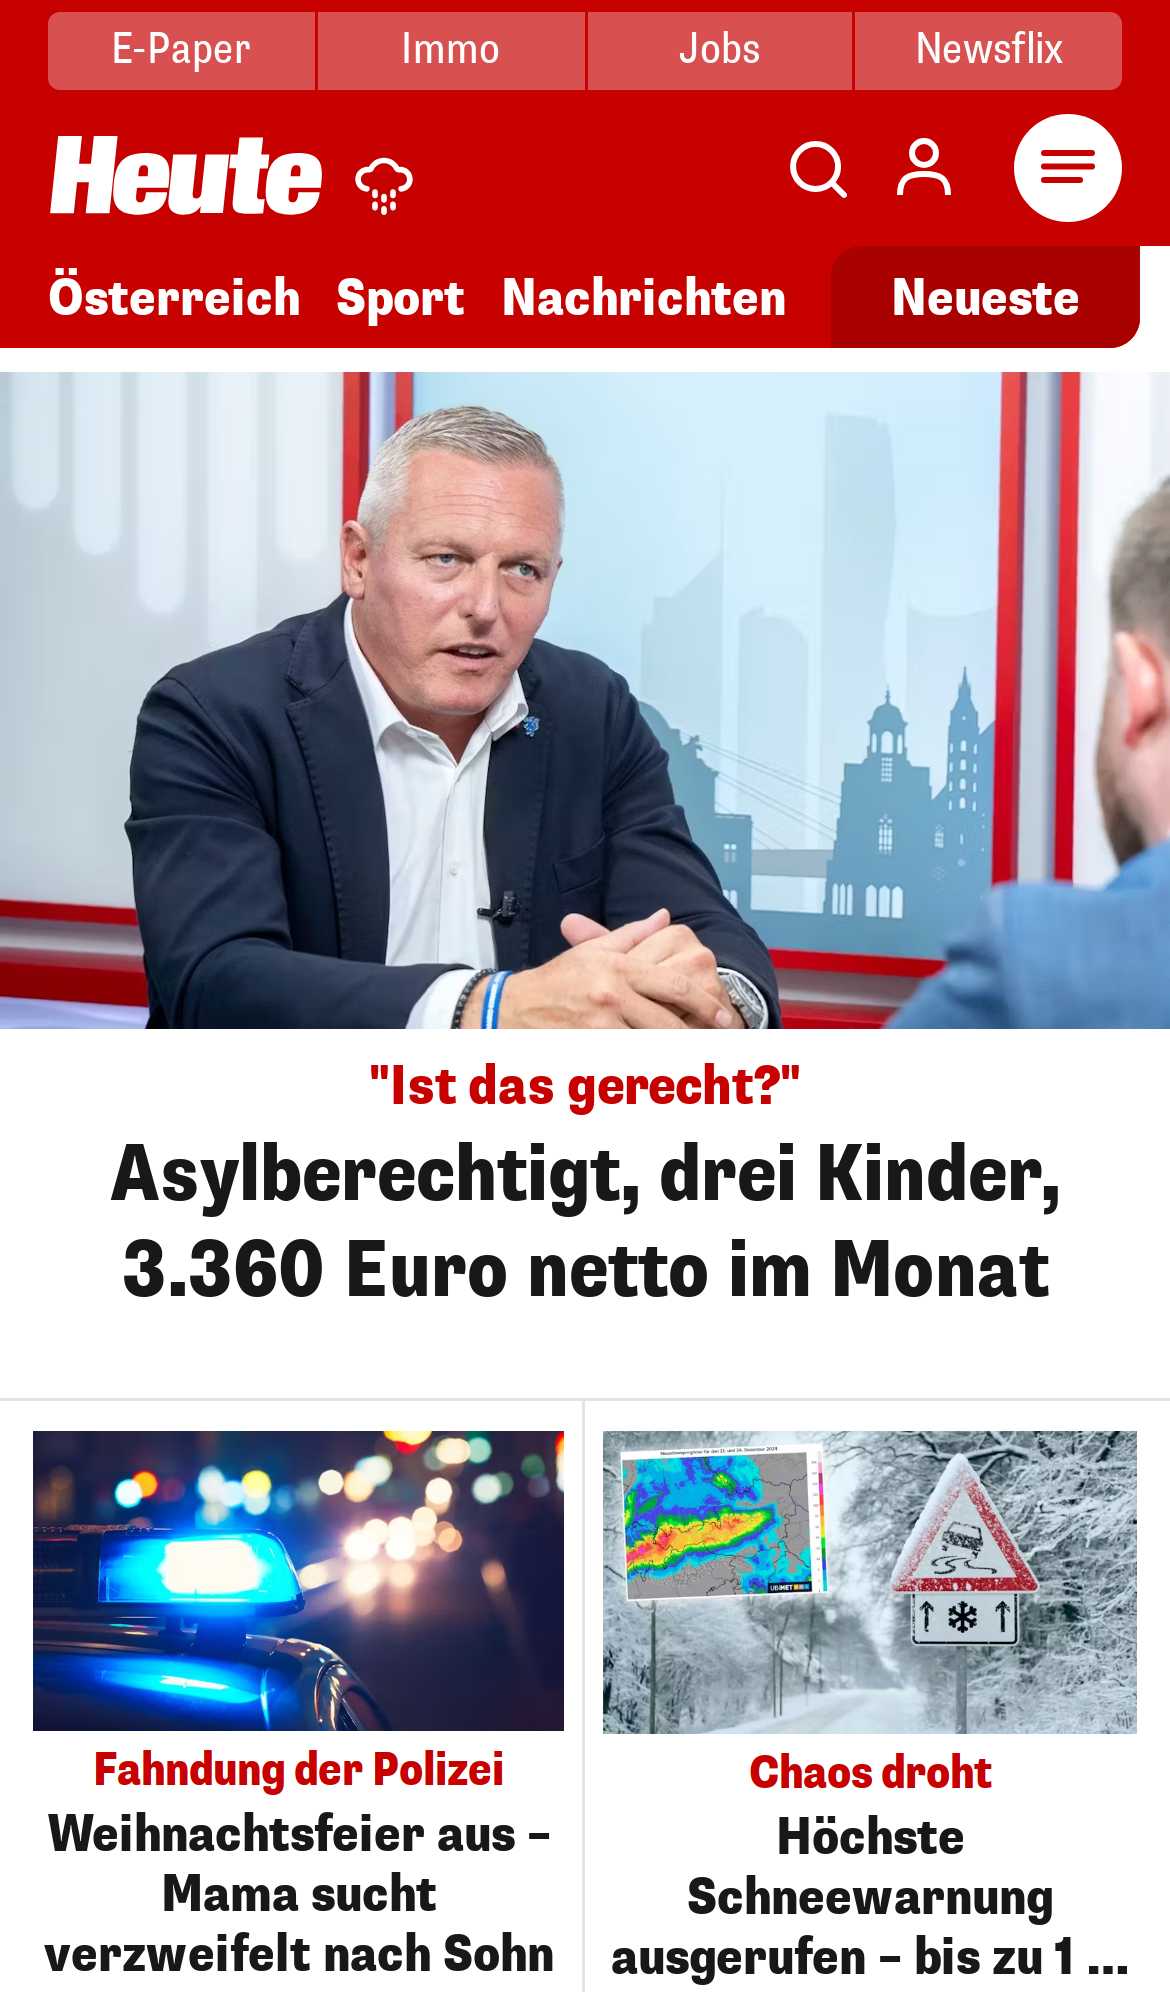 E-Paper
Immo
Jobs
Newsflix
Heute
Österreich
Sport
Nachrichten
Neueste
"Ist das gerecht?"
Asylberechtigt, drei Kinder,
3.360 Euro netto im Monat
UBIMET
Fahndung der Polizei
Weihnachtsfeier aus –
Mama sucht
verzweifelt nach Sohn
Chaos droht
Höchste
Schneewarnung
ausgerufen – bis zu 1 ...